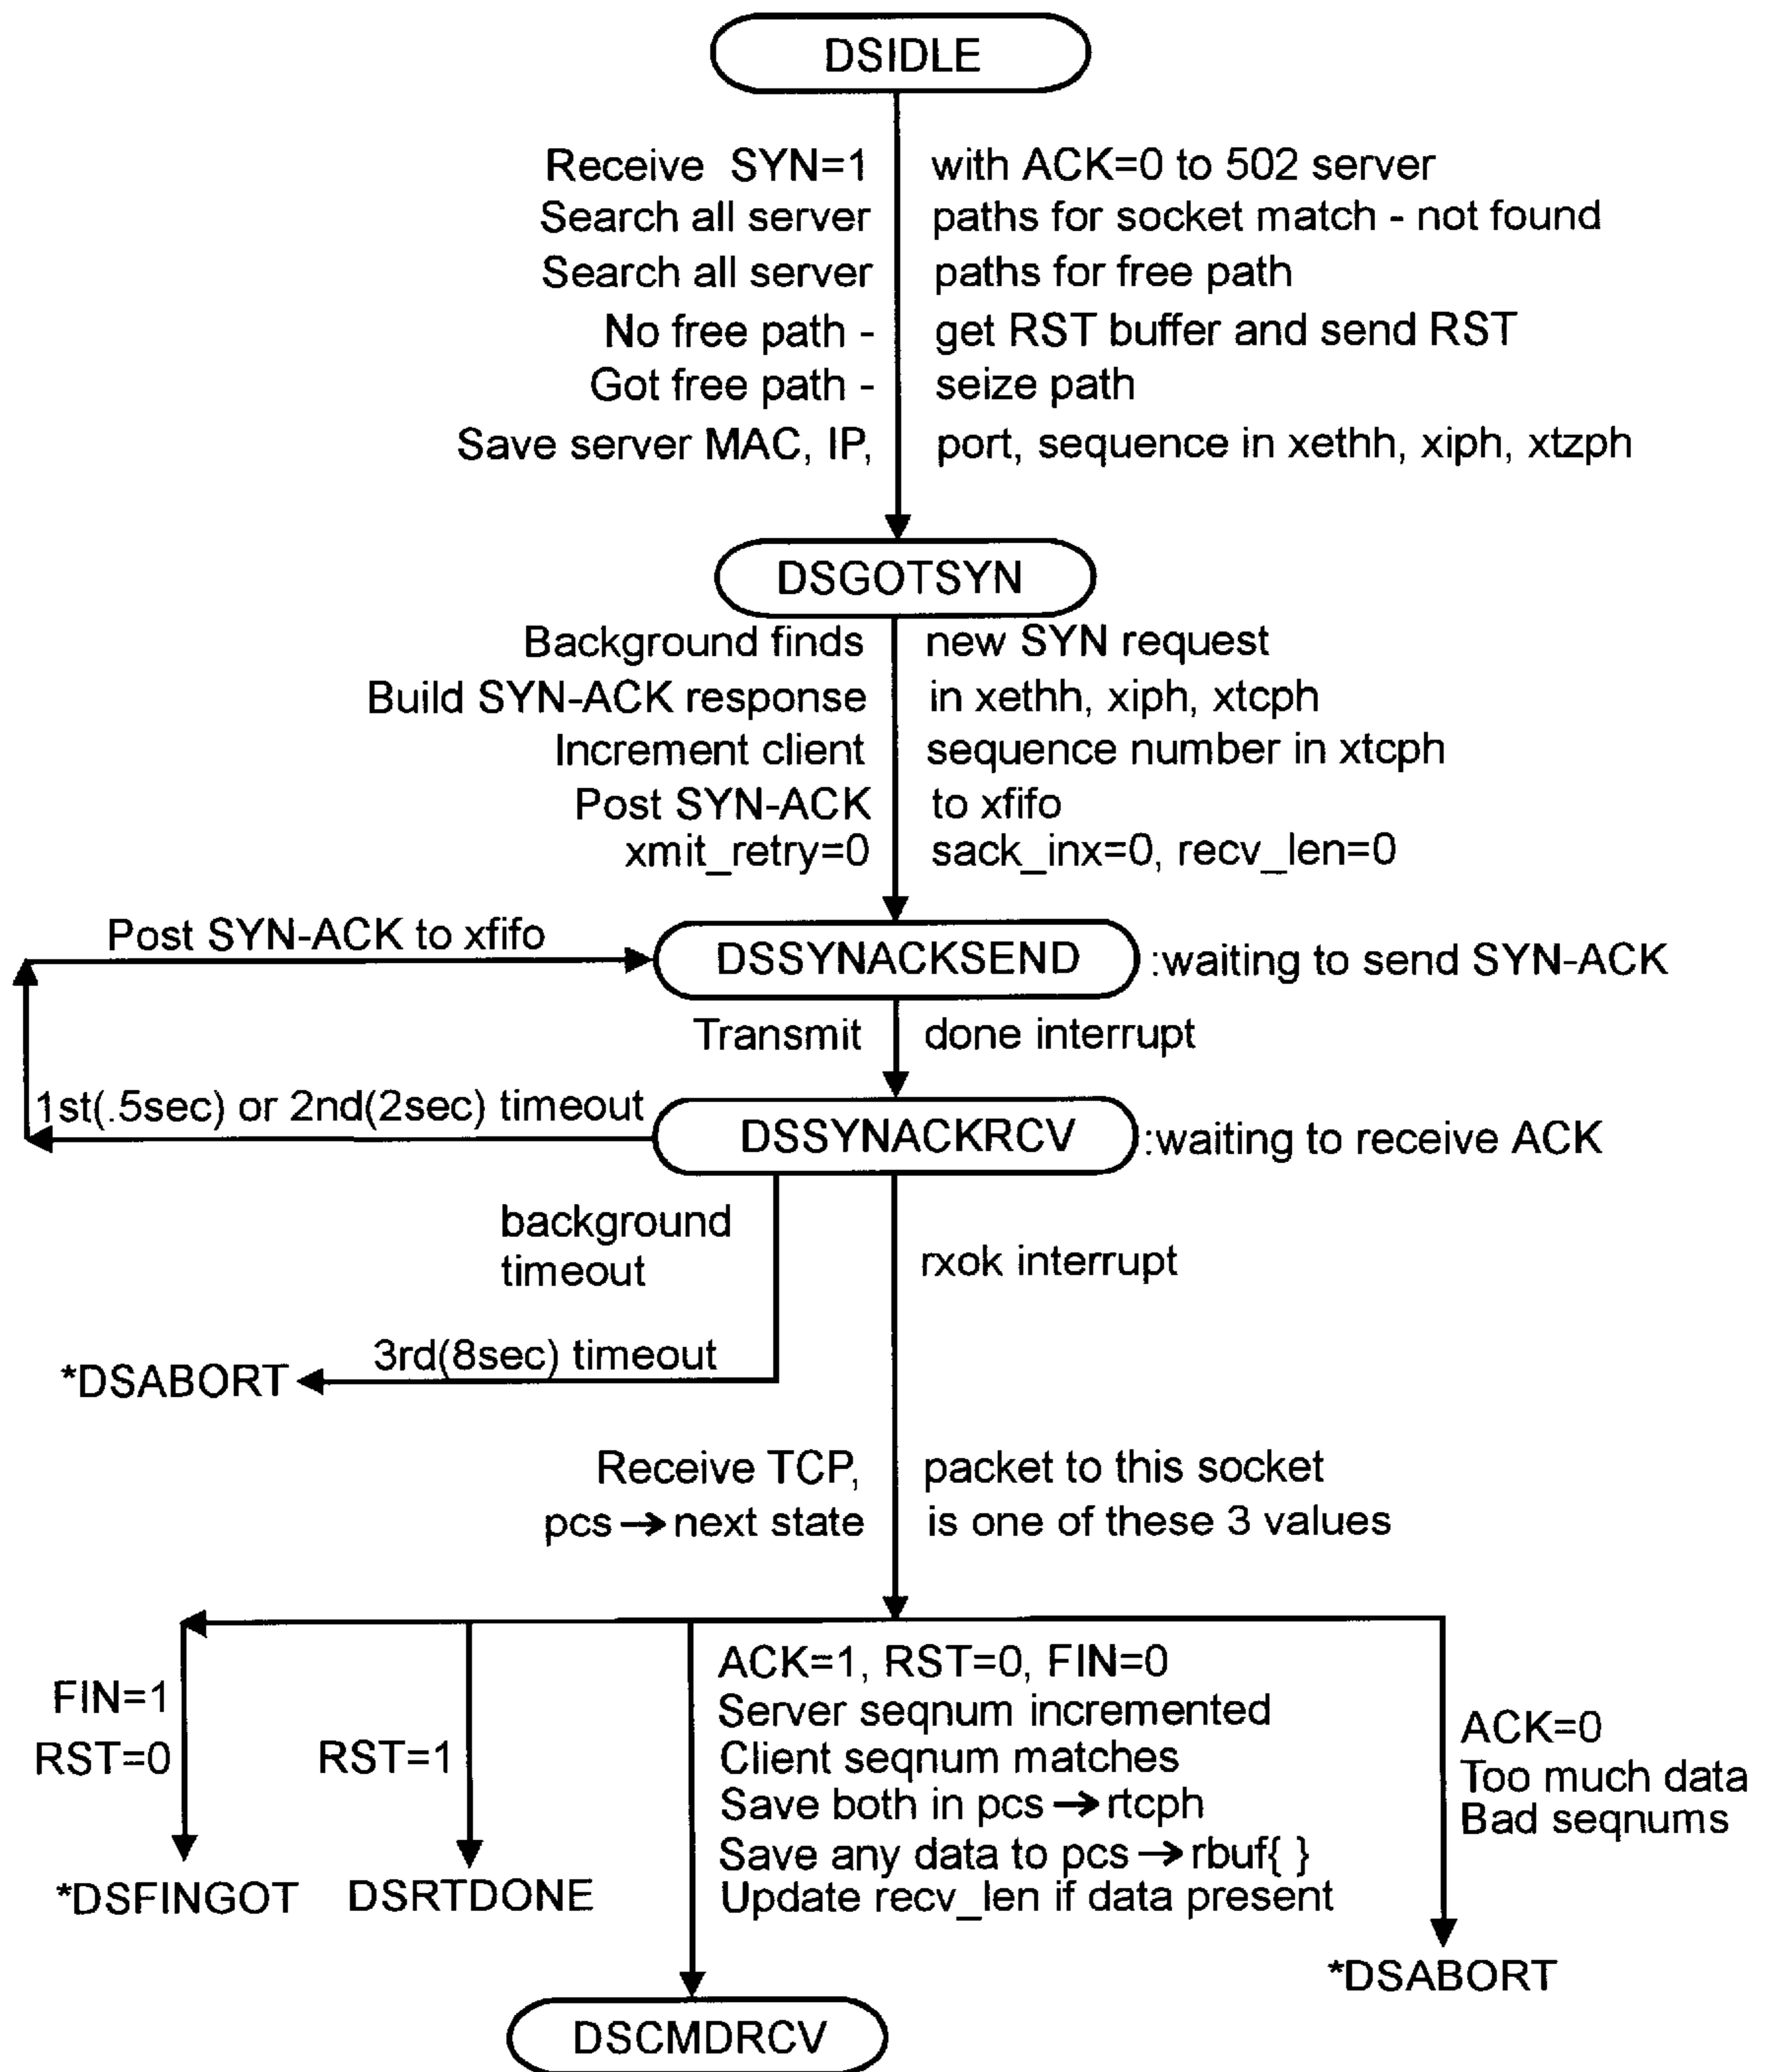 DSIDLE
Receive SYN=1 with ACK=0 to 502 server
Search all server paths for socket match - not found
Search all server paths for free path
No free path - get RST buffer and send RST
Got free path - seize path
Save server MAC, IP, port, sequence in xethh, xiph, xtzph
DSGOTSYN
Background finds new SYN request
Build SYN-ACK response in xethh, xiph, xtcph
Increment client sequence number in xtcph
Post SYN-ACK to xfifo
xmit_retry=0 sack_inx=0, recv_len=0
Post SYN-ACK to xfifo
DSSYNACKSEND :waiting to send SYN-ACK
Transmit done interrupt
1st(.5sec) or 2nd(2sec) timeout
DSSYNACKRCV :waiting to receive ACK
background
timeout
rxok interrupt
3rd(8sec) timeout
*DSABORT
Receive TCP, packet to this socket
pcs→next state is one of these 3 values
FIN=1
RST=0
RST=1
ACK=1, RST=0, FIN=0
Server seqnum incremented
Client seqnum matches
Save both in pcs→rtcph
Save any data to pcs→rbuf{ }
Update recv_len if data present
ACK=0
Too much data
Bad seqnums
*DSFINGOT
DSRTDONE
*DSABORT
DSCMDRCV